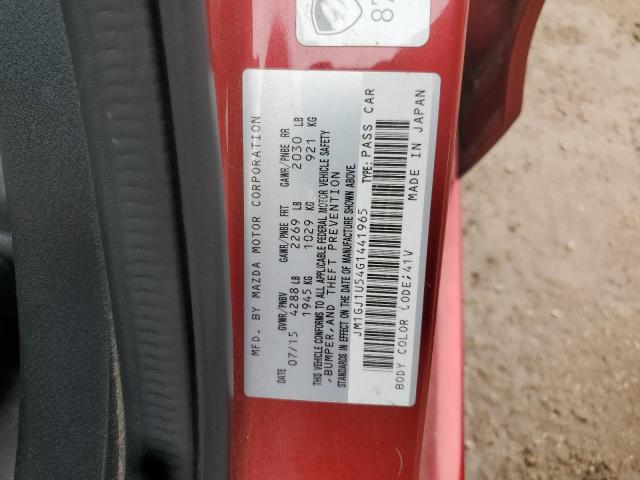 87
MFD. BY MAZDA MOTOR CORPORATION
DATE GVWR/PNBV GAWR/PNBE FRT GAWR/PNBE RR
07/15 4288 LB 2269 LB 2030 LB
1945 KG 1029 KG 921 KG
THIS VEHICLE CONFORMS TO ALL APPLICABLE FEDERAL MOTOR VEHICLE SAFETY
,BUMPER,AND THEFT PREVENTION
STANDARDS IN EFFECT ON THE DATE OF MANUFACTURE SHOWN ABOVE.
JM1GJ1U54G1441965 TYPE: PASS CAR
BODY COLOR CODE;41V MADE IN JAPAN